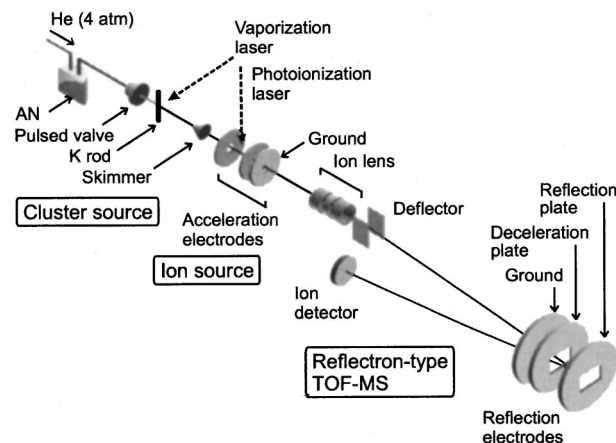 He (4 atm)
Vaporization
laser
Photoionization
laser
AN
Pulsed valve
K rod
Skimmer
Ground
Ion lens
Deflector
Reflection
plate
Deceleration
plate
Ground
Cluster source
Acceleration
electrodes
Ion source
Ion
detector
Reflectron-type
TOF-MS
Reflection
electrodes